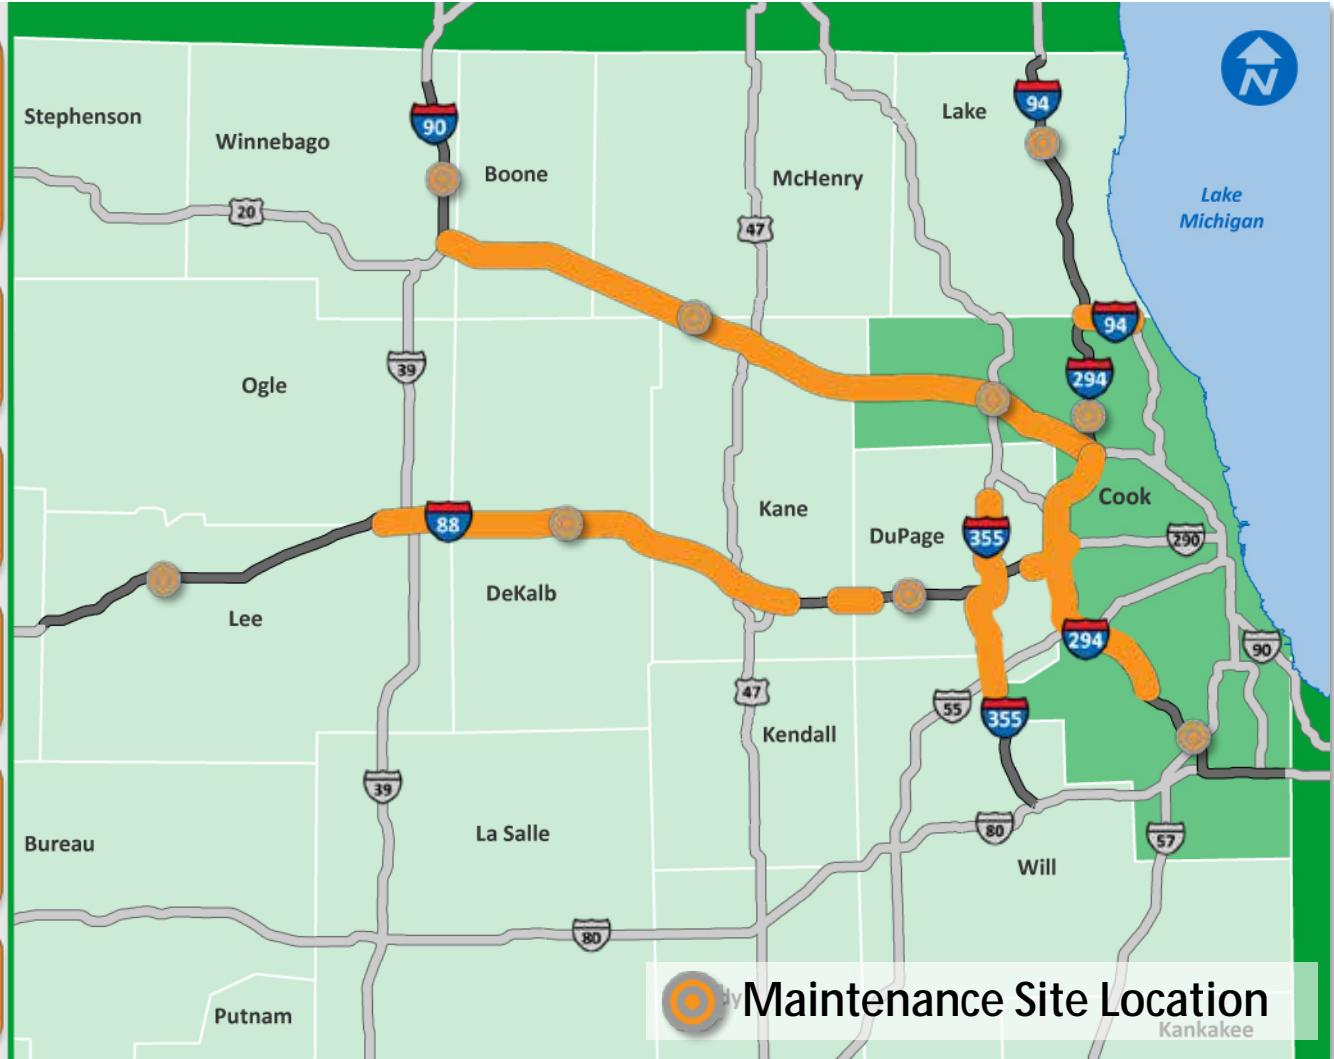 94
90
Lake
Stephenson
Winnebago
Boone
McHenry
Lake
Michigan
N
20
47
94
39
Ogle
294
Kane
Cook
88
355
DuPage
290
DeKalb
Lee
294
90
47
55
355
Kendall
39
La Salle
80
57
Bureau
Will
80
Putnam
dy
Maintenance Site Location
Kankakee